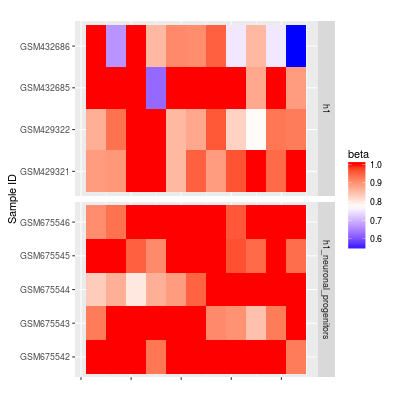 GSM432686
GSM432685
GSM429322
GSM429321
h1
GSM675546
GSM675545
GSM675544
GSM675543
GSM675542
h1_neuronal_progenitors
Sample ID
beta
1.0
0.9
0.8
0.7
0.6